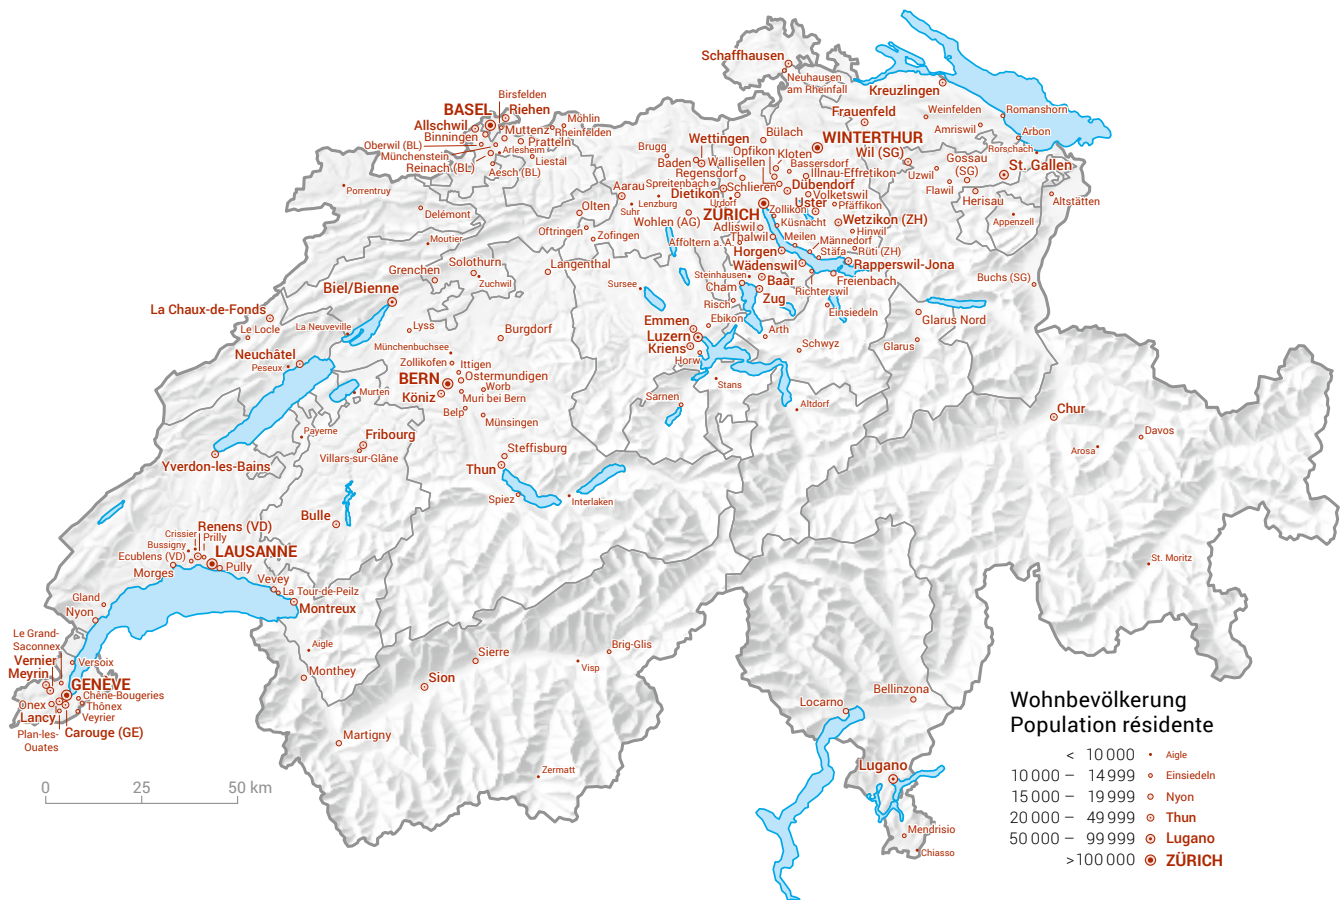 Schaffhausen
Neuhausen
am Rheinfall
Kreuzlingen
Birsfelden
BASEL
Riehen
Möhlin
Frauenfeld
Weinfelden
Romanshorn
Allschwil
Muttenz
Rheinfelden
Amriswil
Arbon
Binningen
Pratteln
Wettingen
Bülach
WINTERTHUR
Oberwil (BL)
Arlesheim
Brugg
Opfikon
Kloten
Wil (SG)
Rorschach
Münchenstein
Liestal
Baden
Wallisellen
Bassersdorf
Gossau
(SG)
St. Gallen
Reinach (BL)
Aesch (BL)
Regensdorf
Illnau-Effretikon
Uzwil
Porrentruy
Aarau
Spreitenbach
Schlieren
Dübendorf
Flawil
Herisau
Altstätten
Dietikon
Volketswil
Lenzburg
Urdorf
Uster
Pfäffikon
Delémont
Olten
Suhr
ZÜRICH
Zollikon
Wohlen (AG)
Küsnacht
Wetzikon (ZH)
Appenzell
Adliswil
Hinwil
Oftringen
Zofingen
Thalwil
Meilen
Männedorf
Moutier
Affoltern a. A.
Horgen
Stäfa
Rüti (ZH)
Solothurn
Langenthal
Wädenswil
Rapperswil-Jona
Grenchen
Zuchwil
Steinhausen
Baar
Freienbach
Buchs (SG)
Biel/Bienne
Sursee
Cham
Zug
Richterswil
Risch
La Chaux-de-Fonds
Einsiedeln
Le Locle
La Neuveville
Lyss
Burgdorf
Emmen
Ebikon
Arth
Glarus Nord
Luzern
Neuchâtel
Münchenbuchsee
Kriens
Schwyz
Glarus
Peseux
Zollikofen
Ittigen
Horw
BERN
Ostermundigen
Worb
Stans
Murten
Köniz
Muri bei Bern
Sarnen
Altdorf
Belp
Münsingen
Chur
Payerne
Fribourg
Davos
Villars-sur-Glâne
Steffisburg
Arosa
Yverdon-les-Bains
Thun
Spiez
Interlaken
Bulle
Renens (VD)
Crissier
Prilly
Bussigny
LAUSANNE
Ecublens (VD)
Pully
St. Moritz
Morges
Vevey
La Tour-de-Peilz
Gland
Montreux
Nyon
Le Grand-
Saconnex
Aigle
Sierre
Brig-Glis
Vernier
Versoix
Visp
Meyrin
Monthey
Sion
GENÈVE
Chêne-Bougeries
Bellinzona
Onex
Thônex
Locarno
Lancy
Veyrier
Plan-les-
Ouates
Carouge (GE)
Martigny
Lugano
Zermatt
Mendrisio
Chiasso
0 25 50 km
Wohnbevölkerung
Population résidente
< 10 000 Aigle
10 000 – 14 999 Einsiedeln
15 000 – 19 999 Nyon
20 000 – 49 999 Thun
50 000 – 99 999 Lugano
>100 000 ZÜRICH